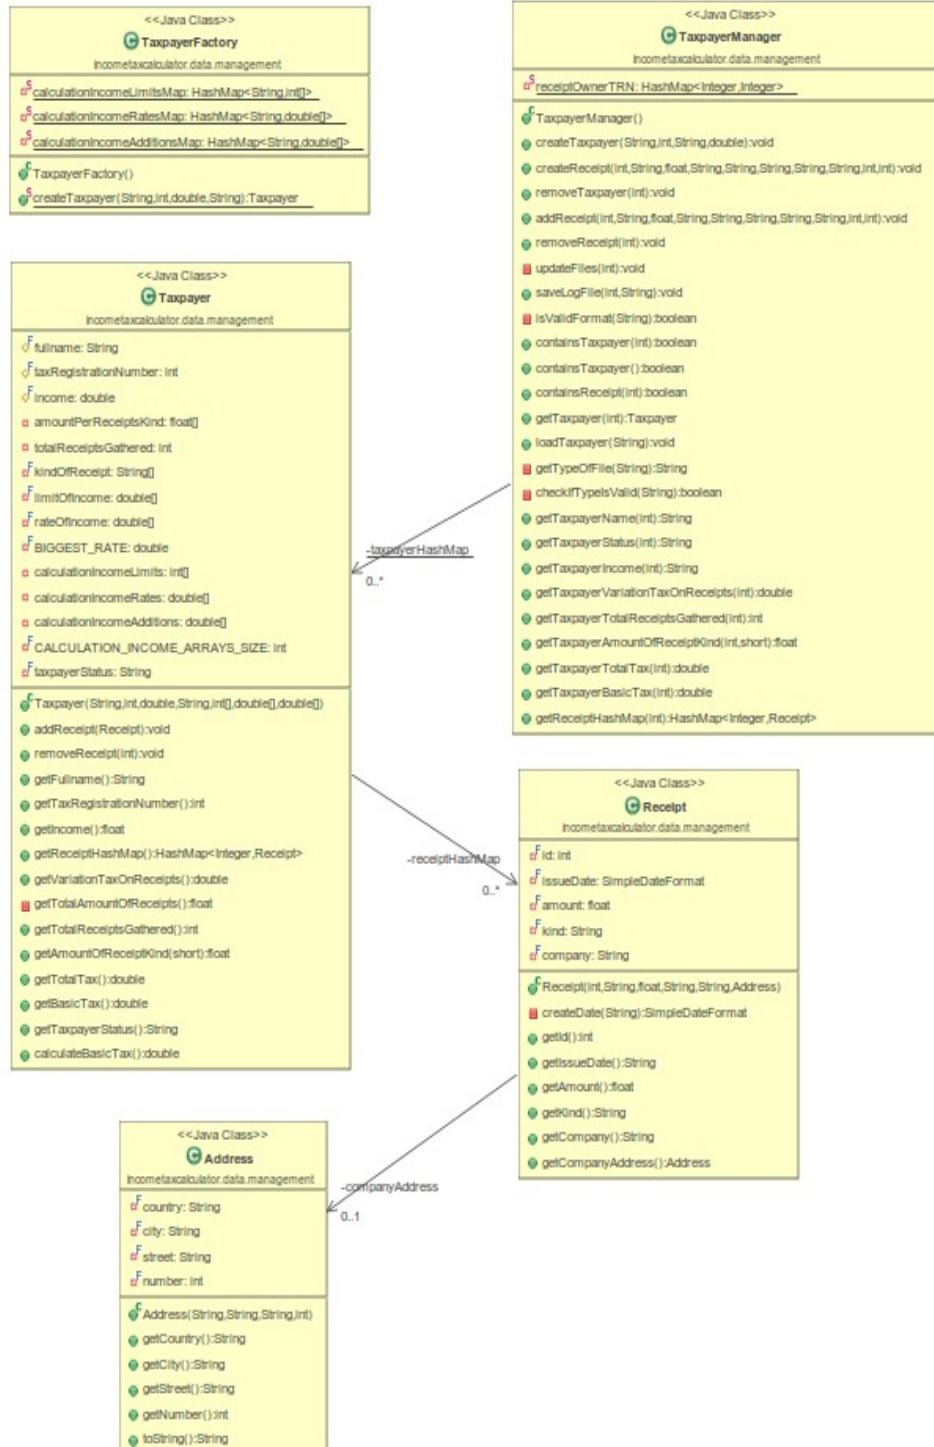 <<Java Class>>
TaxpayerFactory
incometaxcalculator.data.management
calculationIncomeLimitsMap: HashMap<String,int[]>
calculationIncomeRatesMap: HashMap<String,double[]>
calculationIncomeAdditionsMap: HashMap<String,double[]>
TaxpayerFactory()
createTaxpayer(String,int,double,String):Taxpayer
<<Java Class>>
TaxpayerManager
incometaxcalculator.data.management
receiptOwnerTRN: HashMap<Integer,Integer>
TaxpayerManager()
createTaxpayer(String,int,String,double):void
createReceipt(int,String,float,String,String,String,String,String,int,int):void
removeTaxpayer(int):void
addReceipt(int,String,float,String,String,String,String,String,int,int):void
removeReceipt(int):void
updateFiles(int):void
saveLogFile(int,String):void
isValidFormat(String):boolean
containsTaxpayer(int):boolean
containsTaxpayer():boolean
containsReceipt(int):boolean
getTaxpayer(int):Taxpayer
loadTaxpayer(String):void
getTypeOfFile(String):String
checkIfTypeIsValid(String):boolean
getTaxpayerName(int):String
getTaxpayerStatus(int):String
getTaxpayerIncome(int):String
getTaxpayerVariationTaxOnReceipts(int):double
getTaxpayerTotalReceiptsGathered(int):int
getTaxpayerAmountOfReceiptKind(int,short):float
getTaxpayerTotalTax(int):double
getTaxpayerBasicTax(int):double
getReceiptHashMap(int):HashMap<Integer,Receipt>
<<Java Class>>
Taxpayer
incometaxcalculator.data.management
fullname: String
taxRegistrationNumber: int
income: double
amountPerReceiptsKind: float[]
totalReceiptsGathered: int
kindOfReceipt: String[]
limitOfIncome: double[]
rateOfIncome: double[]
BIGGEST_RATE: double
calculationIncomeLimits: int[]
calculationIncomeRates: double[]
calculationIncomeAdditions: double[]
CALCULATION_INCOME_ARRAYS_SIZE: int
taxpayerStatus: String
Taxpayer(String,int,double,String,int[],double[],double[])
addReceipt(Receipt):void
removeReceipt(int):void
getFullname():String
getTaxRegistrationNumber():int
getIncome():float
getReceiptHashMap():HashMap<Integer,Receipt>
getVariationTaxOnReceipts():double
getTotalAmountOfReceipts():float
getTotalReceiptsGathered():int
getAmountOfReceiptKind(short):float
getTotalTax():double
getBasicTax():double
getTaxpayerStatus():String
calculateBasicTax():double
-taxpayerHashMap
0..*
-receiptHashMap
0..*
<<Java Class>>
Receipt
incometaxcalculator.data.management
id: int
issueDate: SimpleDateFormat
amount: float
kind: String
company: String
Receipt(int,String,float,String,String,Address)
createDate(String):SimpleDateFormat
getId():int
getIssueDate():String
getAmount():float
getKind():String
getCompany():String
getCompanyAddress():Address
-companyAddress
0..1
<<Java Class>>
Address
incometaxcalculator.data.management
country: String
city: String
street: String
number: int
Address(String,String,String,int)
getCountry():String
getCity():String
getStreet():String
getNumber():int
toString():String